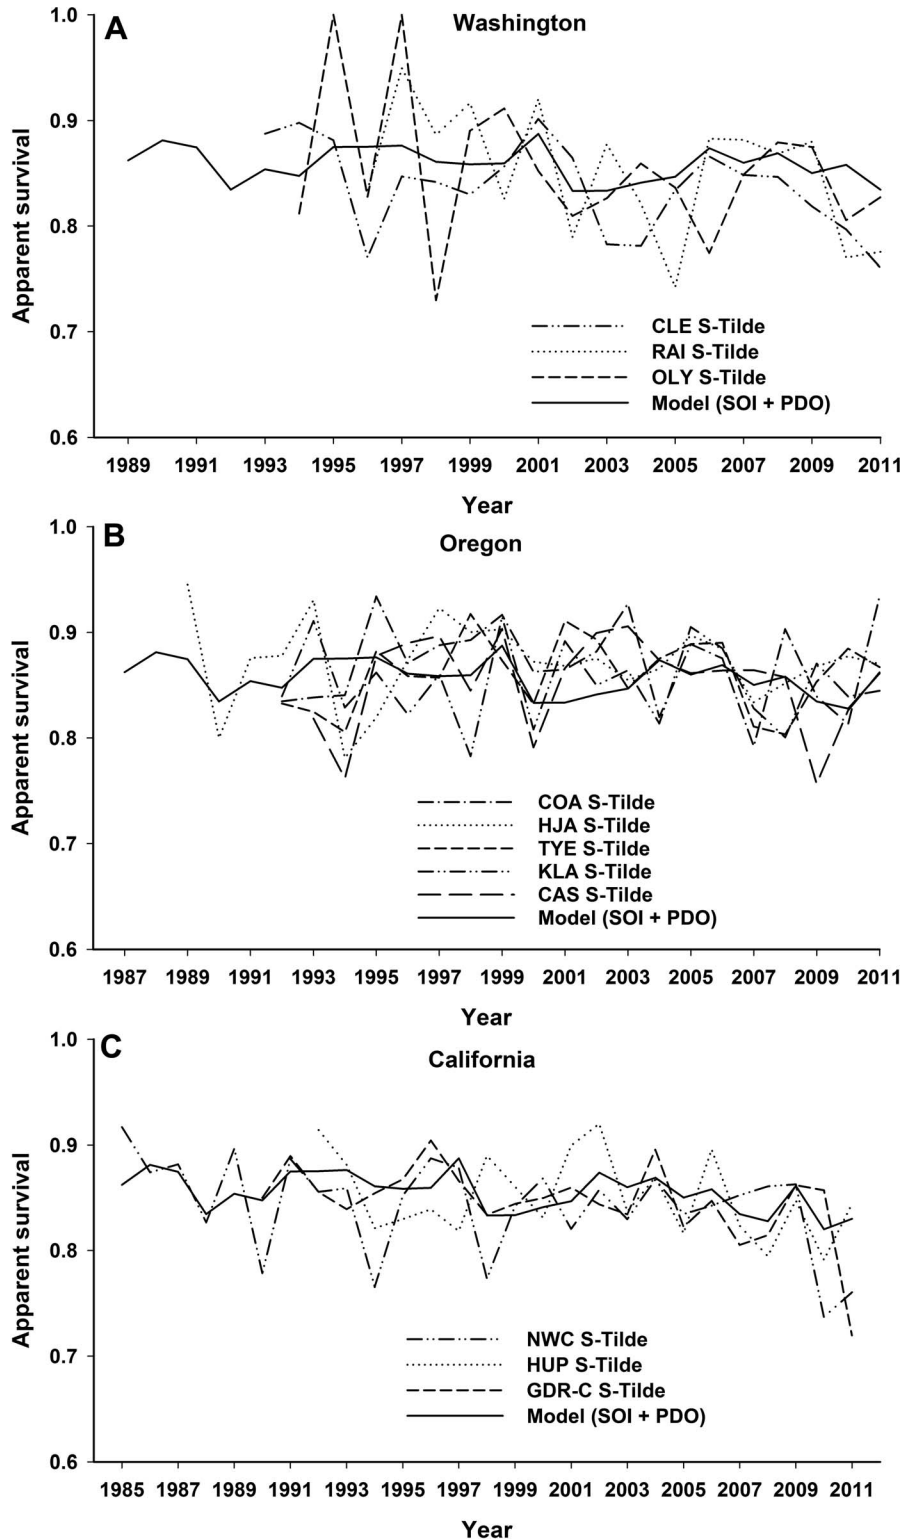 A
Washington
1.0
0.9
0.8
0.7
0.6
Apparent survival
CLE S-Tilde
RAI S-Tilde
OLY S-Tilde
Model (SOI + PDO)
1989 1991 1993 1995 1997 1999 2001 2003 2005 2007 2009 2011
Year
B
Oregon
1.0
0.9
0.8
0.7
0.6
Apparent survival
COA S-Tilde
HJA S-Tilde
TYE S-Tilde
KLA S-Tilde
CAS S-Tilde
Model (SOI + PDO)
1987 1989 1991 1993 1995 1997 1999 2001 2003 2005 2007 2009 2011
Year
C
California
1.0
0.9
0.8
0.7
0.6
Apparent survival
NWC S-Tilde
HUP S-Tilde
GDR-C S-Tilde
Model (SOI + PDO)
1985 1987 1989 1991 1993 1995 1997 1999 2001 2003 2005 2007 2009 2011
Year